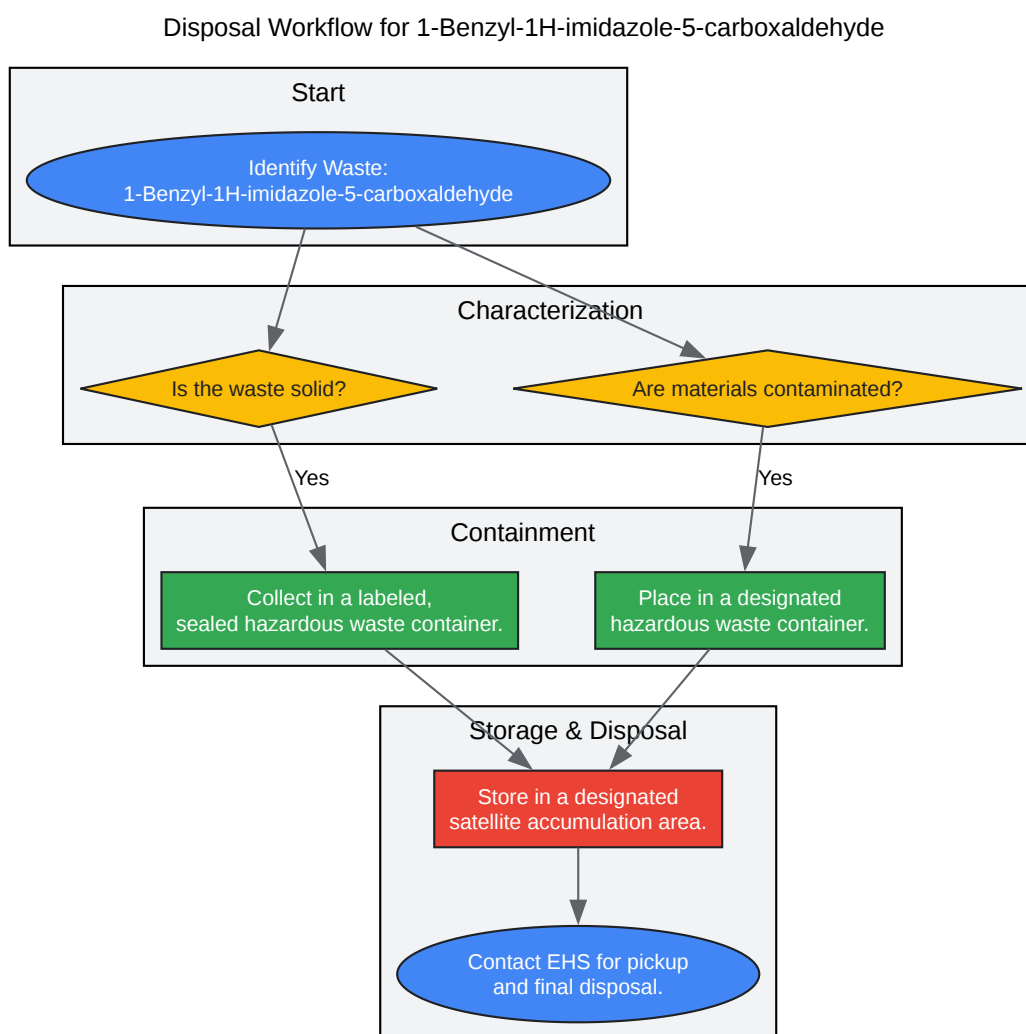 Disposal Workflow for 1-Benzyl-1H-imidazole-5-carboxaldehyde
Start
Identify Waste:
1-Benzyl-1H-imidazole-5-carboxaldehyde
Characterization
Is the waste solid?
Are materials contaminated?
Yes
Yes
Containment
Collect in a labeled,
sealed hazardous waste container.
Place in a designated
hazardous waste container.
Storage & Disposal
Store in a designated
satellite accumulation area.
Contact EHS for pickup
and final disposal.